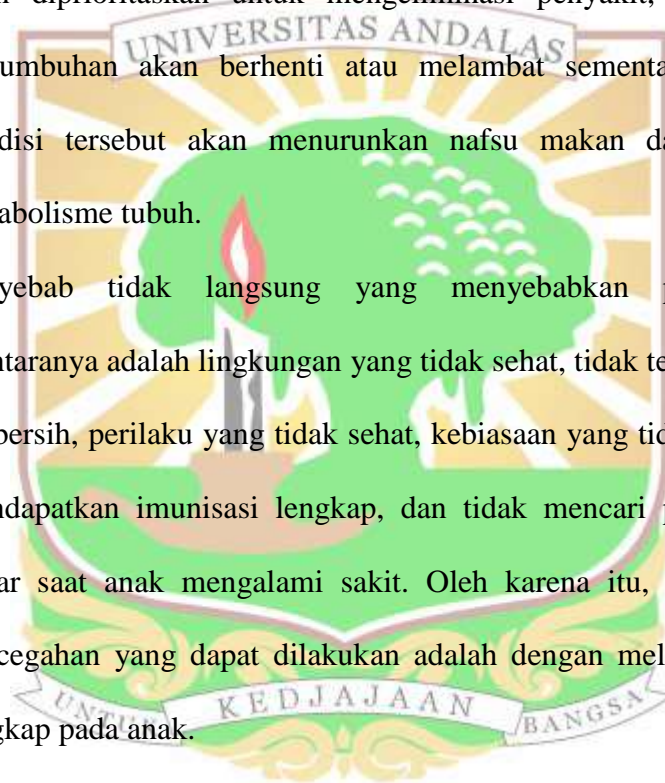 diprioritaskan untuk mengeliminasi penyakit,
UNIVERSITAS ANDALAS
umbuhan akan berhenti atau melambat sementa
disi tersebut akan menurunkan nafsu makan da
abolisme tubuh.
yebab tidak langsung yang menyebabkan p
ntaranya adalah lingkungan yang tidak sehat, tidak te
bersih, perilaku yang tidak sehat, kebiasaan yang tid
ndapatkan imunisasi lengkap, dan tidak mencari p
ar saat anak mengalami sakit. Oleh karena itu,
cegahan yang dapat dilakukan adalah dengan mel
UNTUK KEDJAJAAN BANGSA
gkap pada anak.